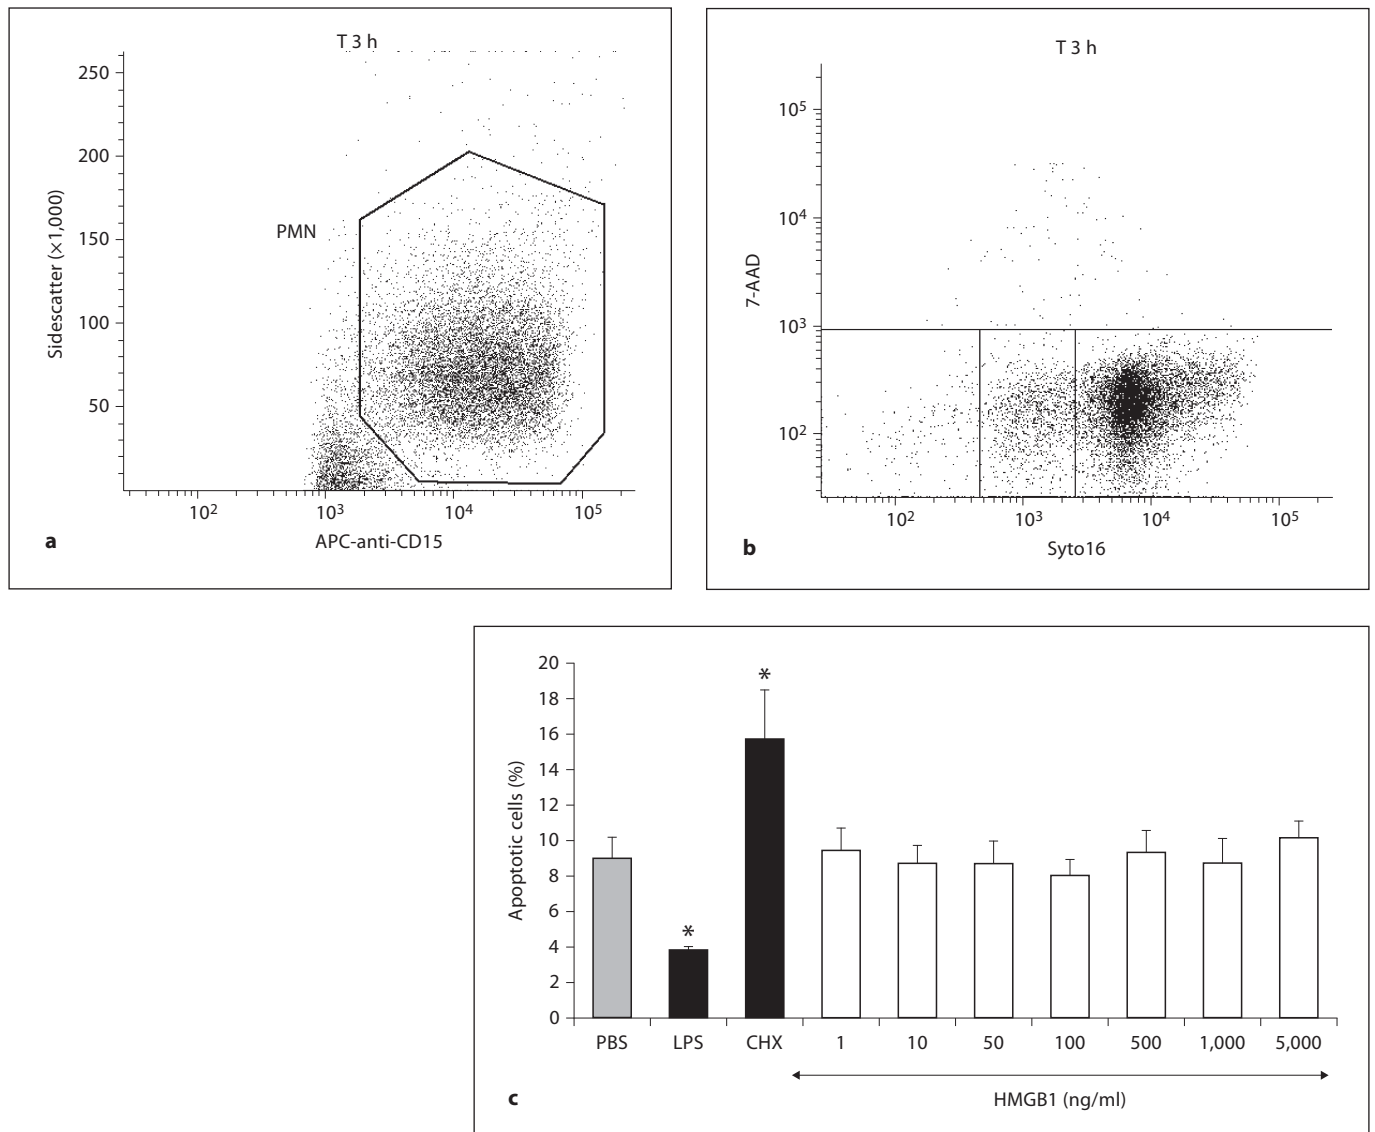 T 3 h
250
200
150
100
50
Sidescatter (×1,000)
PMN
10² 10³ 10⁴ 10⁵
APC-anti-CD15
a
T 3 h
10⁵
10⁴
10³
10²
7-AAD
10² 10³ 10⁴ 10⁵
Syto16
b
20
18
16
14
12
10
8
6
4
2
0
Apoptotic cells (%)
*
*
PBS LPS CHX 1 10 50 100 500 1,000 5,000
HMGB1 (ng/ml)
c